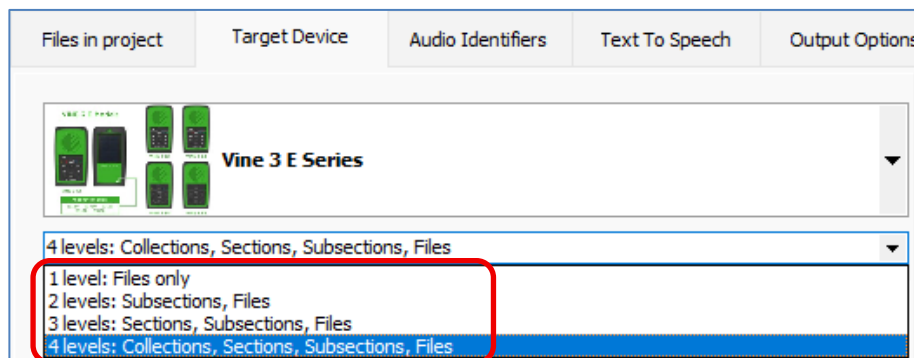 Files in project
Target Device
Audio Identifiers
Text To Speech
Output Options
Vine 3 E Series
4 levels: Collections, Sections, Subsections, Files
1 level: Files only
2 levels: Subsections, Files
3 levels: Sections, Subsections, Files
4 levels: Collections, Sections, Subsections, Files